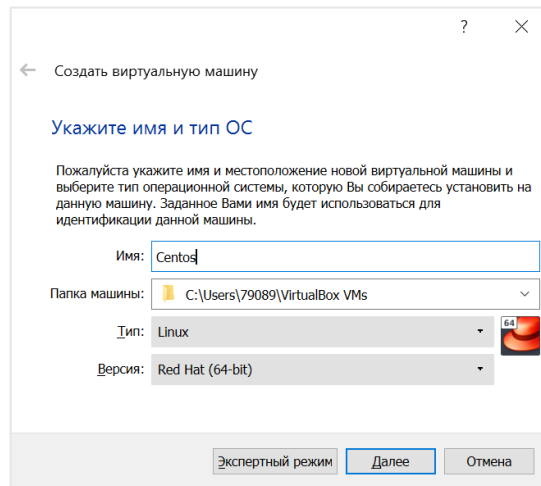 ?
Создать виртуальную машину
Укажите имя и тип ОС
Пожалуйста укажите имя и местоположение новой виртуальной машины и
выберите тип операционной системы, которую Вы собираетесь установить на
данную машину. Заданное Вами имя будет использоваться для
идентификации данной машины.
Имя: Centos
Папка машины: C:\Users\79089\VirtualBox VMs
Тип: Linux
64
Версия: Red Hat (64-bit)
Экспертный режим Далее Отмена